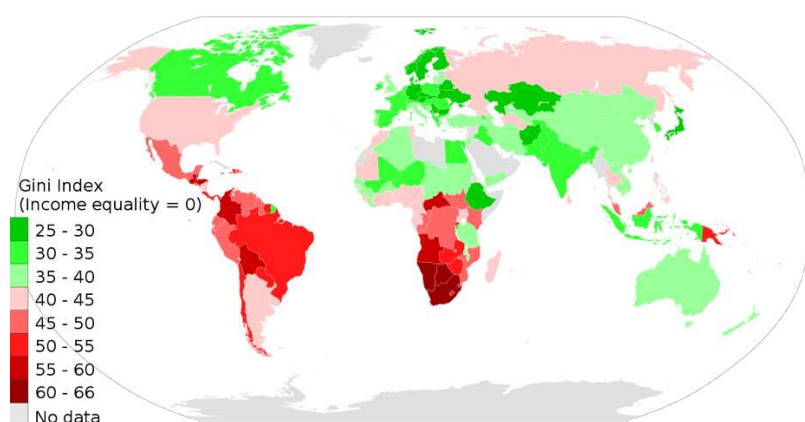 Gini Index
(Income equality = 0)
25 - 30
30 - 35
35 - 40
40 - 45
45 - 50
50 - 55
55 - 60
60 - 66
No data